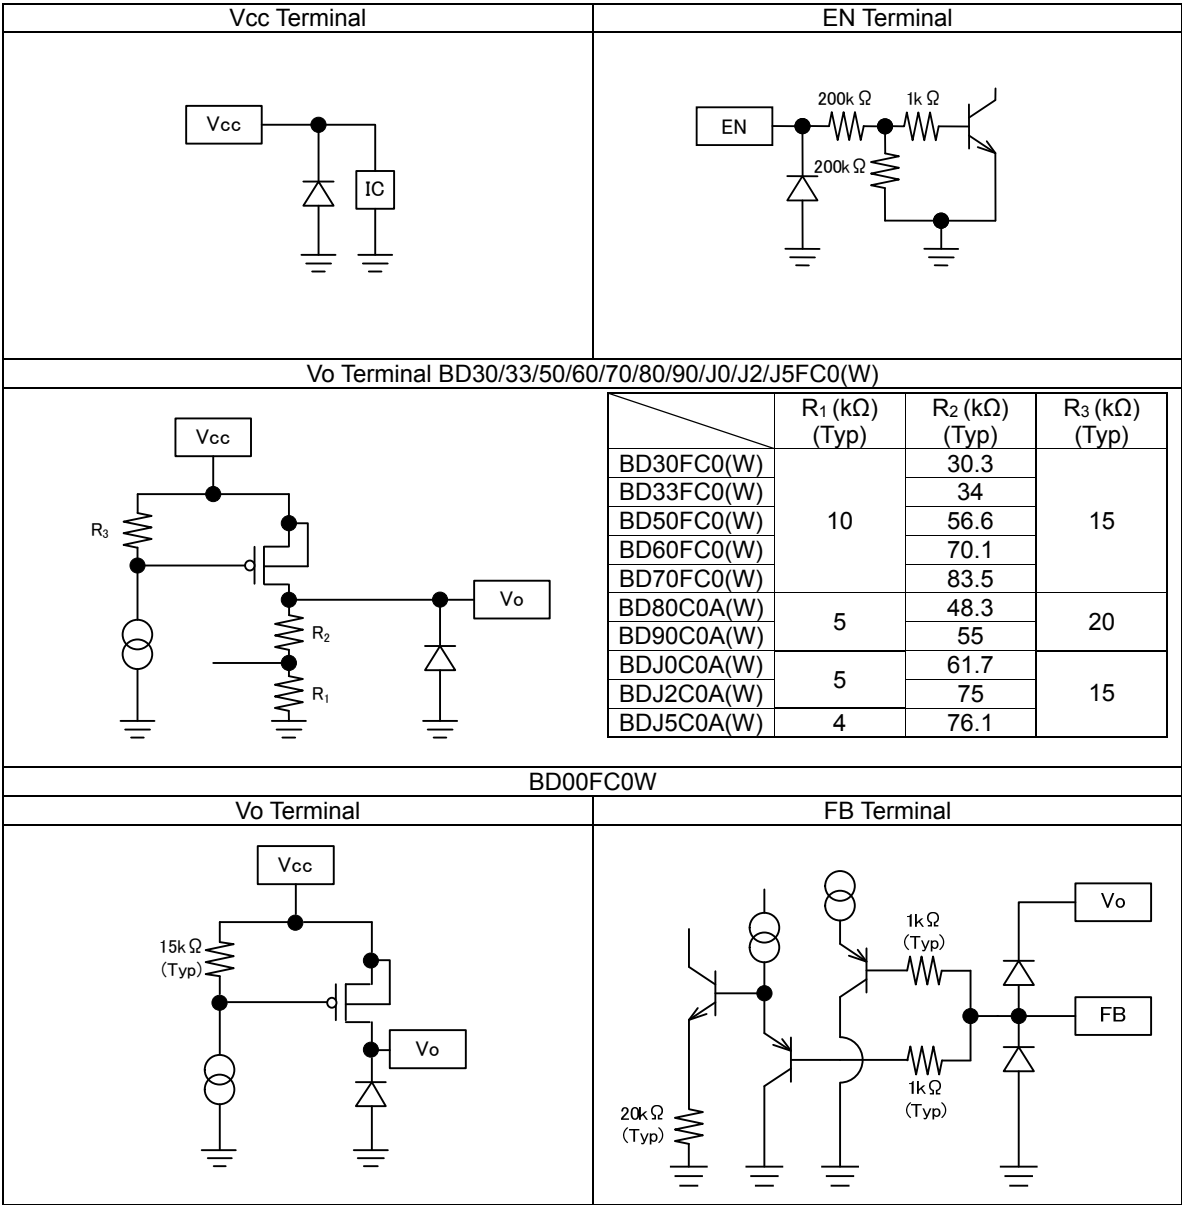 Vcc Terminal
EN Terminal
Vcc
IC
EN
200kΩ
1kΩ
200kΩ
Vo Terminal BD30/33/50/60/70/80/90/J0/J2/J5FC0(W)
Vcc
R₃
Vo
R₂
R₁
R₁ (kΩ) (Typ) R₂ (kΩ) (Typ) R₃ (kΩ) (Typ)
BD30FC0(W) 10 30.3 15
BD33FC0(W) 34
BD50FC0(W) 56.6
BD60FC0(W) 70.1
BD70FC0(W) 83.5
BD80C0A(W) 5 48.3 20
BD90C0A(W) 55
BDJ0C0A(W) 5 61.7 15
BDJ2C0A(W) 75
BDJ5C0A(W) 4 76.1
BD00FC0W
Vo Terminal
FB Terminal
Vcc
15kΩ
(Typ)
Vo
Vo
1kΩ
(Typ)
FB
1kΩ
(Typ)
20kΩ
(Typ)